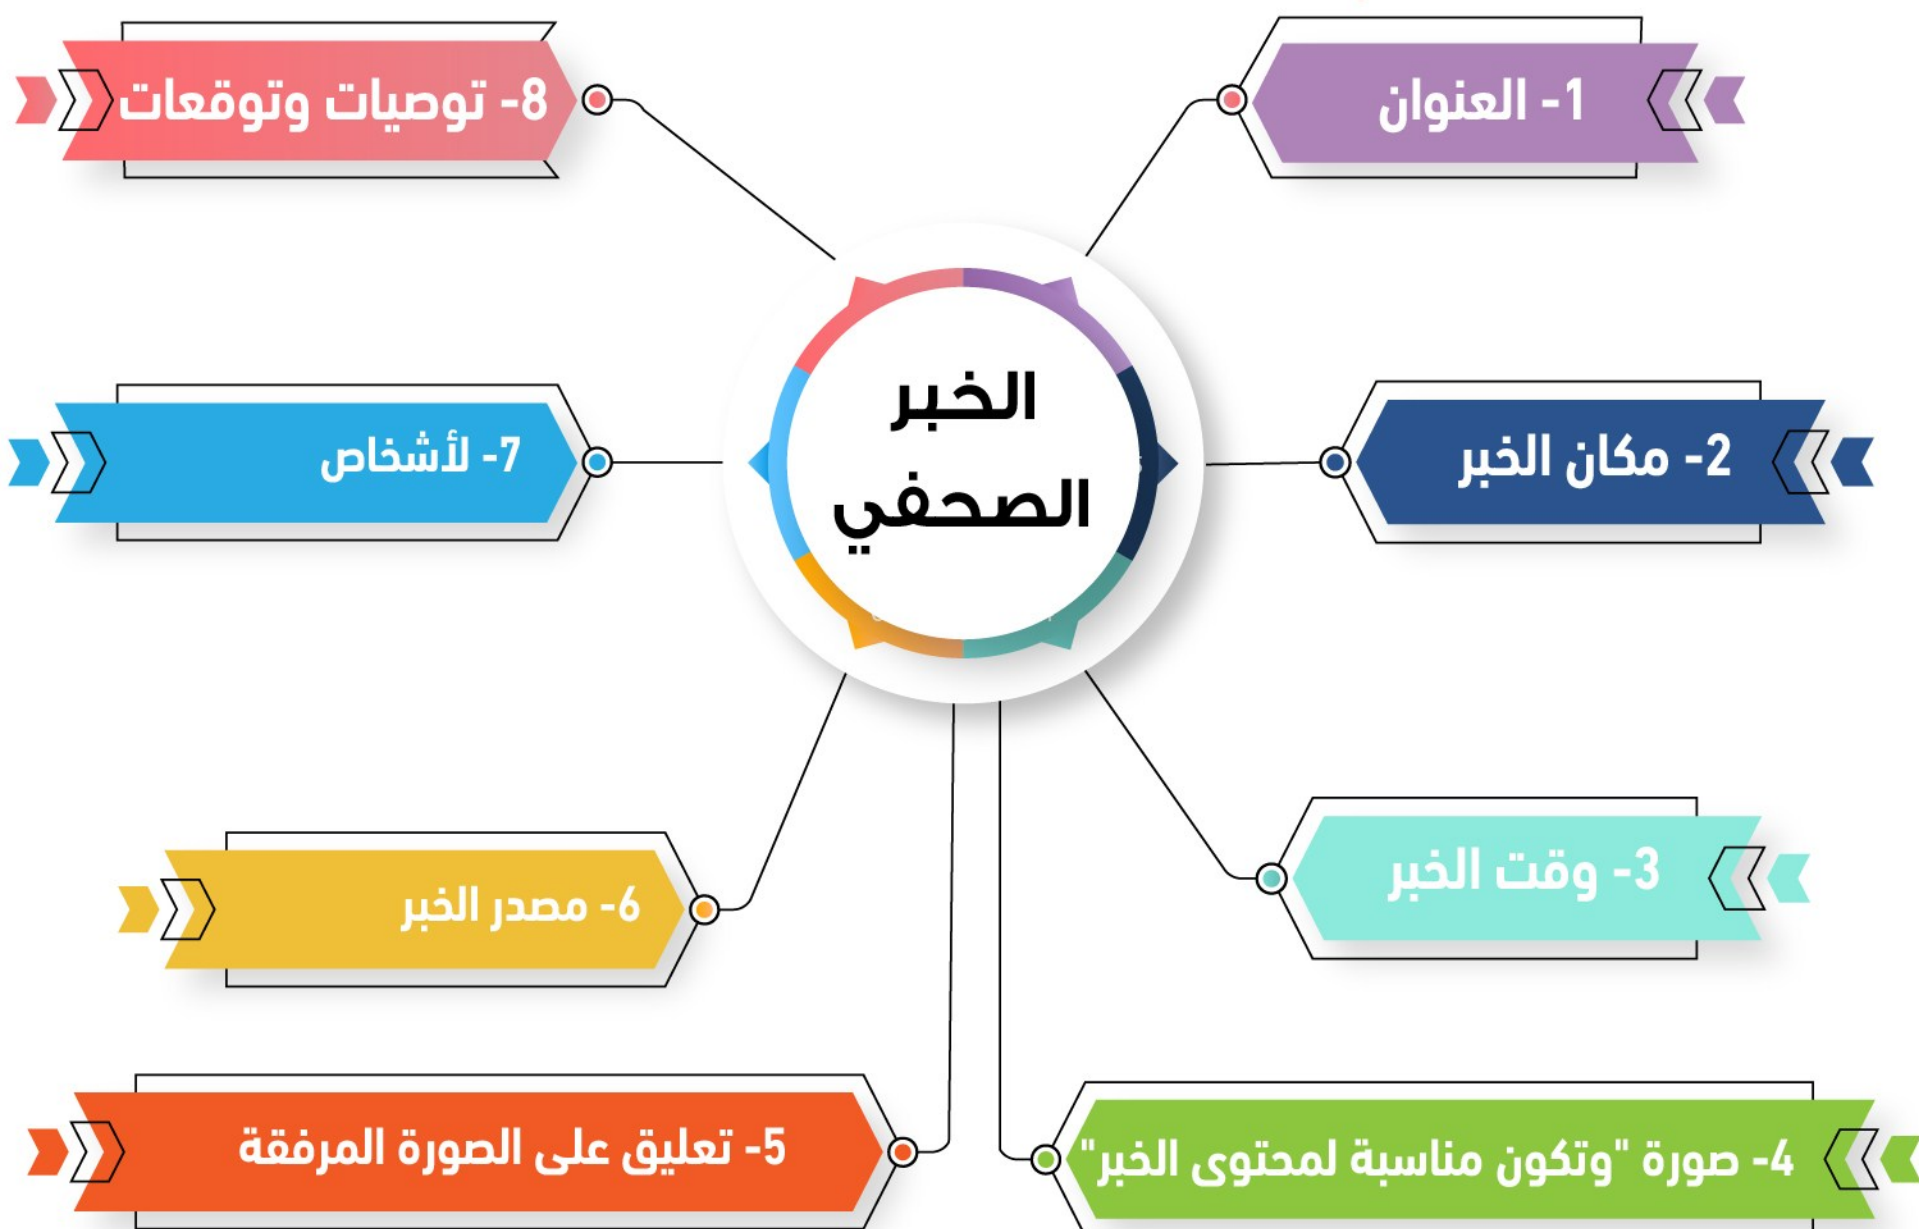 الخبر
الصحفي
1- العنوان
2- مكان الخبر
3- وقت الخبر
4- صورة "وتكون مناسبة لمحتوى الخبر"
5- تعليق على الصورة المرفقة
6- مصدر الخبر
7- لأشخاص
8- توصيات وتوقعات